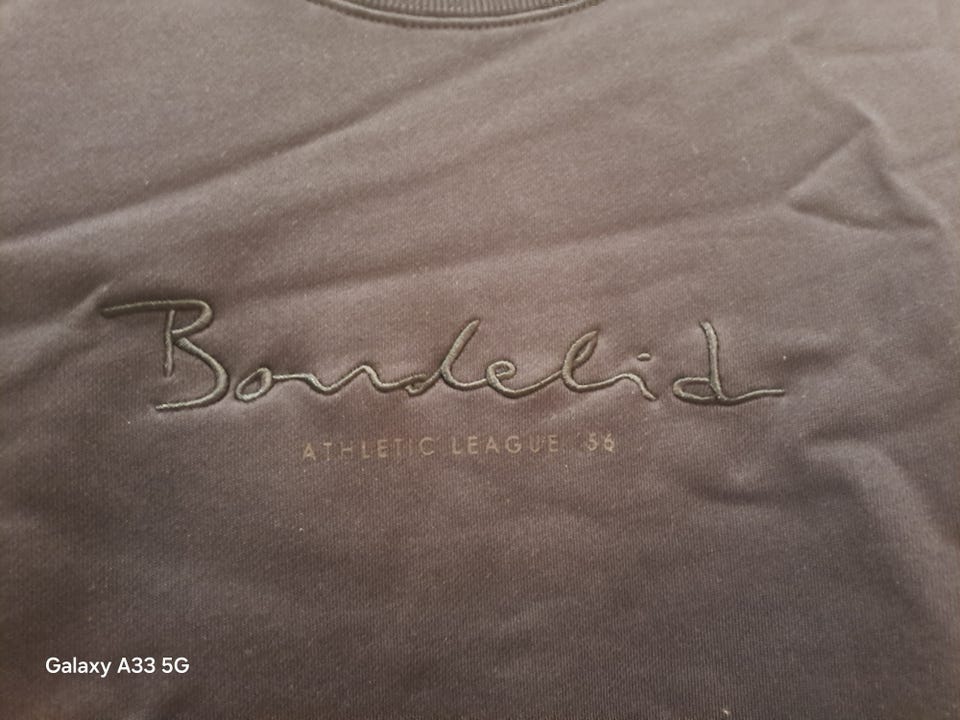 Bondelid
ATHLETIC LEAGUE '56
Galaxy A33 5G